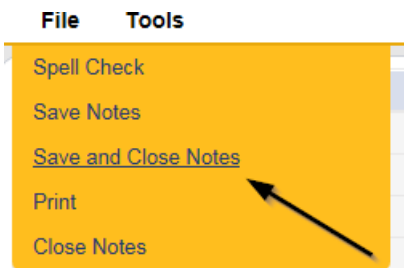 File Tools
Spell Check
Save Notes
Save and Close Notes
Print
Close Notes